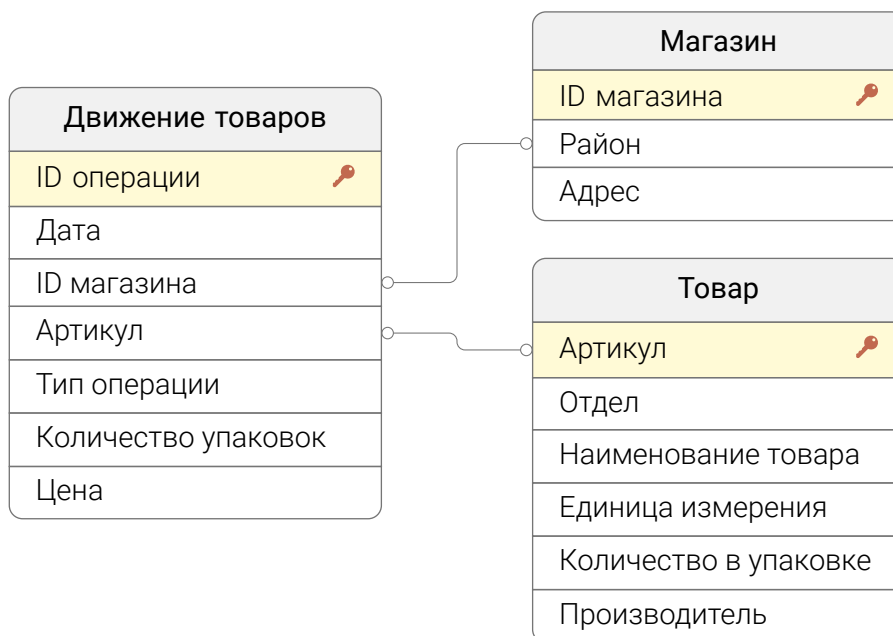 Движение товаров
ID операции
Дата
ID магазина
Артикул
Тип операции
Количество упаковок
Цена
Магазин
ID магазина
Район
Адрес
Товар
Артикул
Отдел
Наименование товара
Единица измерения
Количество в упаковке
Производитель